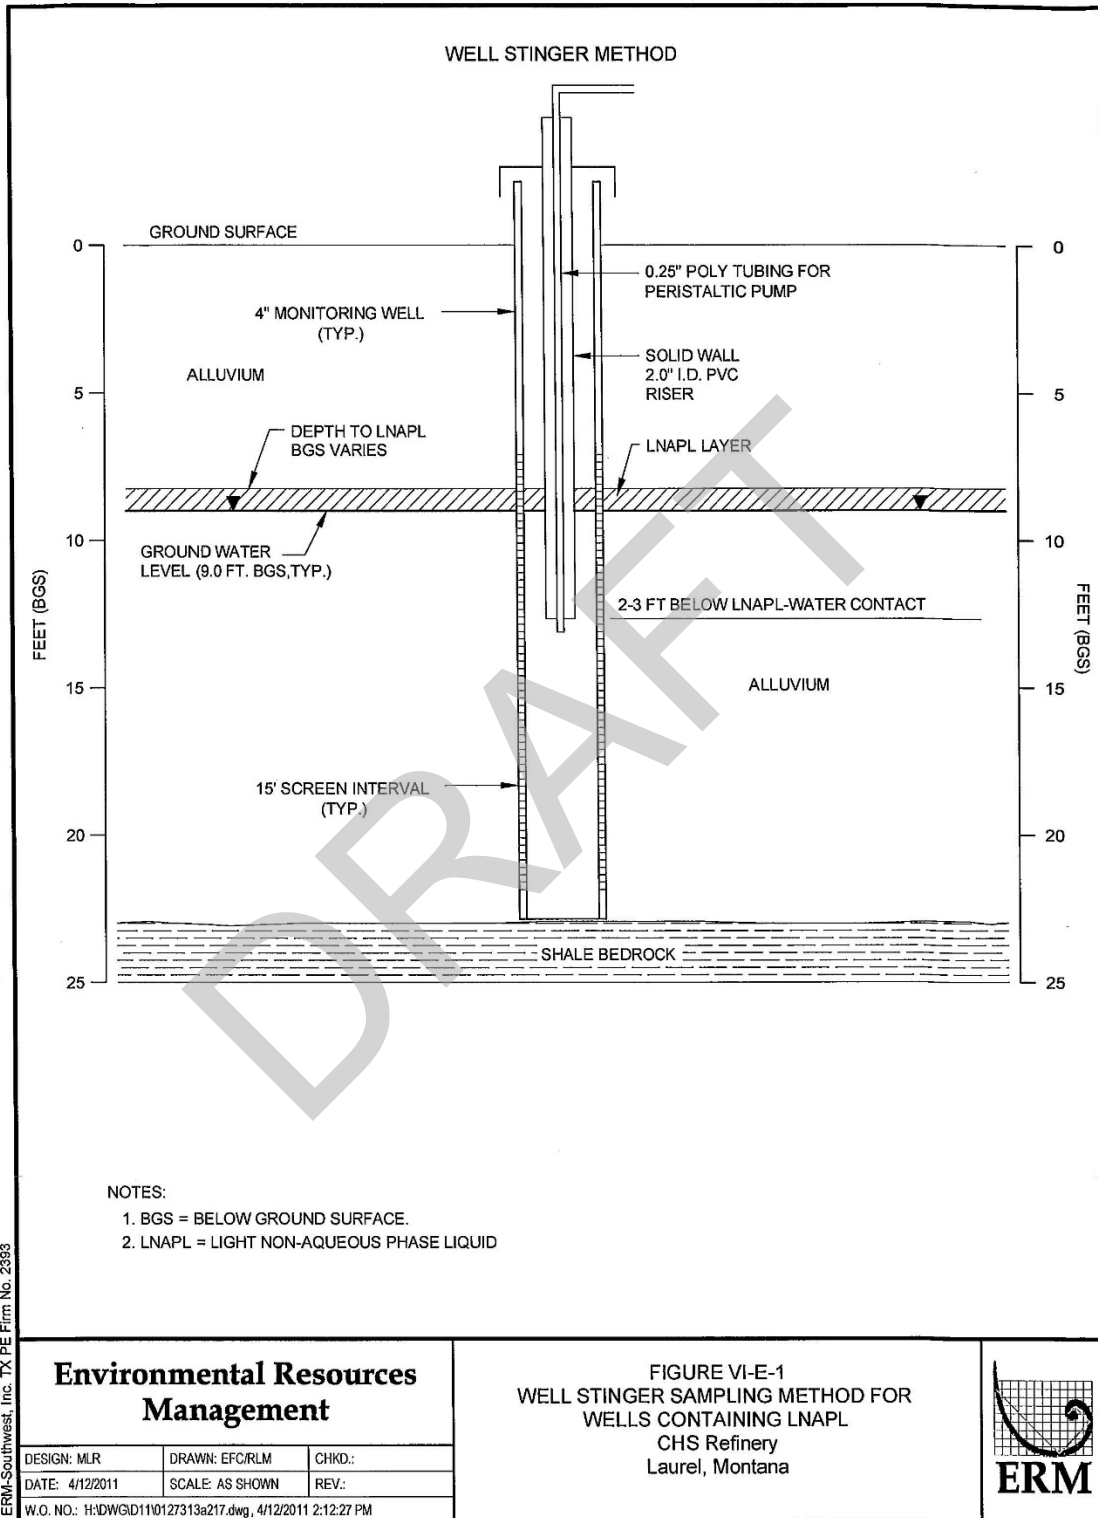 WELL STINGER METHOD
GROUND SURFACE
0
0
0.25" POLY TUBING FOR
PERISTALTIC PUMP
4" MONITORING WELL
(TYP.)
SOLID WALL
2.0" I.D. PVC
RISER
ALLUVIUM
5
5
DEPTH TO LNAPL
BGS VARIES
LNAPL LAYER
10
10
GROUND WATER
LEVEL (9.0 FT. BGS,TYP.)
FEET (BGS)
FEET (BGS)
2-3 FT BELOW LNAPL-WATER CONTACT
15
15
ALLUVIUM
15' SCREEN INTERVAL
(TYP.)
20
20
SHALE BEDROCK
25
25
DRAFT
NOTES:
1. BGS = BELOW GROUND SURFACE.
2. LNAPL = LIGHT NON-AQUEOUS PHASE LIQUID
ERM-Southwest, Inc. TX PE Firm No. 2393
Environmental Resources
Management
DESIGN: MLR
DRAWN: EFC/RLM
CHKD.:
DATE: 4/12/2011
SCALE: AS SHOWN
REV.:
W.O. NO.: H:\DWG\D11\0127313a217.dwg, 4/12/2011 2:12:27 PM
FIGURE VI-E-1
WELL STINGER SAMPLING METHOD FOR
WELLS CONTAINING LNAPL
CHS Refinery
Laurel, Montana
ERM